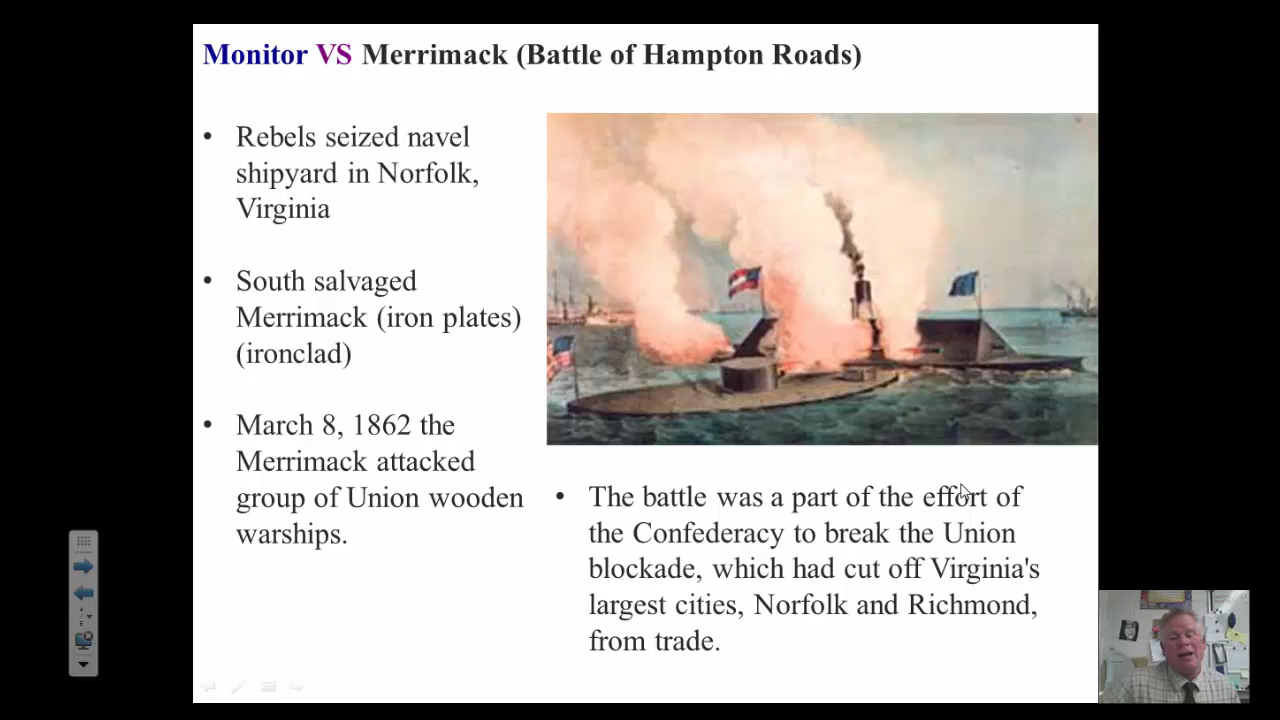 Monitor VS Merrimack (Battle of Hampton Roads)
• Rebels seized navel
shipyard in Norfolk,
Virginia
• South salvaged
Merrimack (iron plates)
(ironclad)
• March 8, 1862 the
Merrimack attacked
group of Union wooden
warships.
• The battle was a part of the effort of
the Confederacy to break the Union
blockade, which had cut off Virginia's
largest cities, Norfolk and Richmond,
from trade.